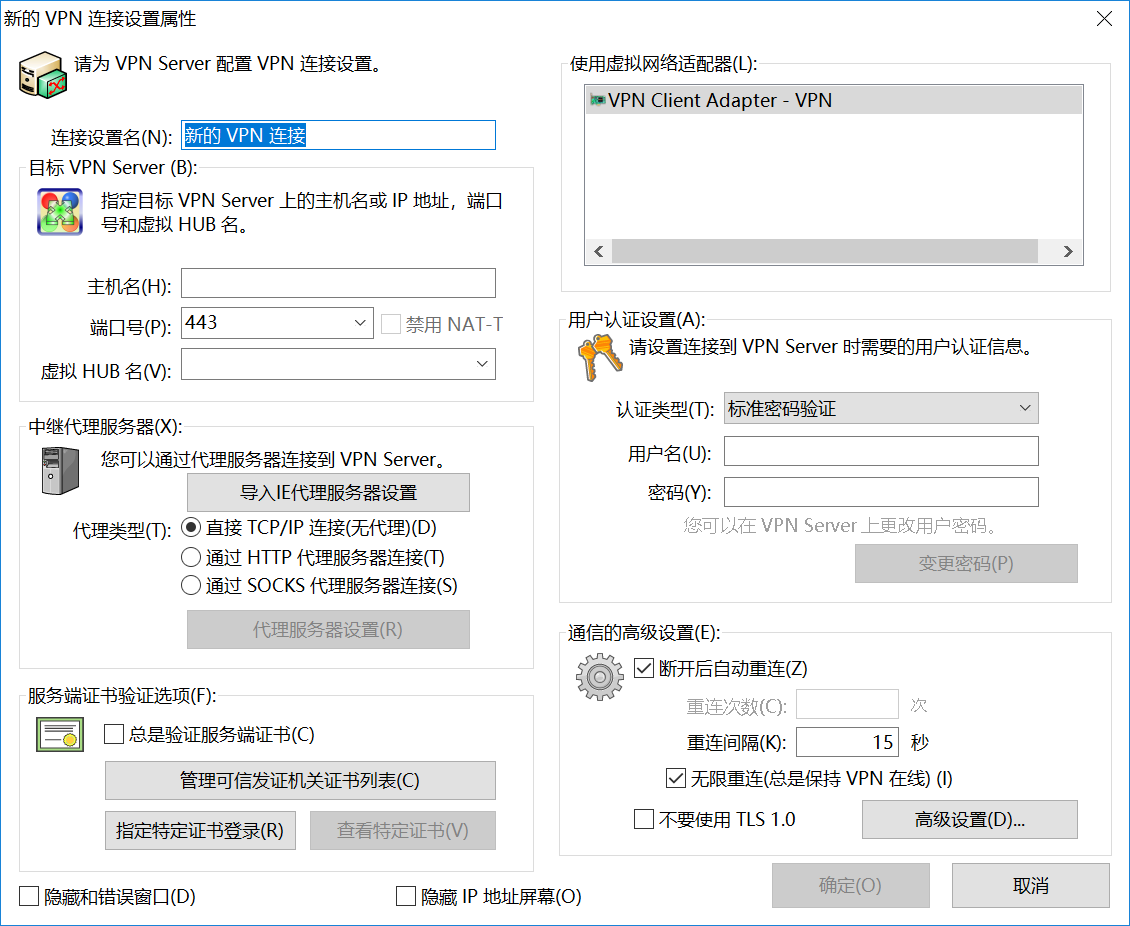 新的 VPN 连接设置属性
请为 VPN Server 配置 VPN 连接设置。
连接设置名(N):
新的 VPN 连接
目标 VPN Server (B):
指定目标 VPN Server 上的主机名或 IP 地址，端口
号和虚拟 HUB 名。
主机名(H):
端口号(P):
443
禁用 NAT-T
虚拟 HUB 名(V):
中继代理服务器(X):
您可以通过代理服务器连接到 VPN Server。
导入IE代理服务器设置
代理类型(T):
直接 TCP/IP 连接(无代理)(D)
通过 HTTP 代理服务器连接(T)
通过 SOCKS 代理服务器连接(S)
代理服务器设置(R)
服务端证书验证选项(F):
总是验证服务端证书(C)
管理可信发证机关证书列表(C)
指定特定证书登录(R)
查看特定证书(V)
使用虚拟网络适配器(L):
VPN Client Adapter - VPN
用户认证设置(A):
请设置连接到 VPN Server 时需要的用户认证信息。
认证类型(T):
标准密码验证
用户名(U):
密码(Y):
您可以在 VPN Server 上更改用户密码。
变更密码(P)
通信的高级设置(E):
断开后自动重连(Z)
重连次数(C):
次
重连间隔(K):
15
秒
无限重连(总是保持 VPN 在线) (I)
不要使用 TLS 1.0
高级设置(D)...
隐藏和错误窗口(D)
隐藏 IP 地址屏幕(O)
确定(O)
取消